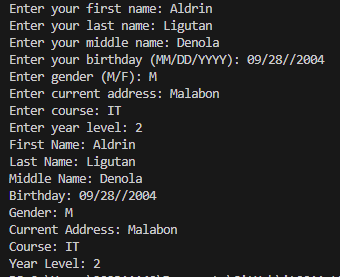 Enter your first name: Aldrin
Enter your last name: Ligutan
Enter your middle name: Denola
Enter your birthday (MM/DD/YYYY): 09/28//2004
Enter gender (M/F): M
Enter current address: Malabon
Enter course: IT
Enter year level: 2
First Name: Aldrin
Last Name: Ligutan
Middle Name: Denola
Birthday: 09/28//2004
Gender: M
Current Address: Malabon
Course: IT
Year Level: 2